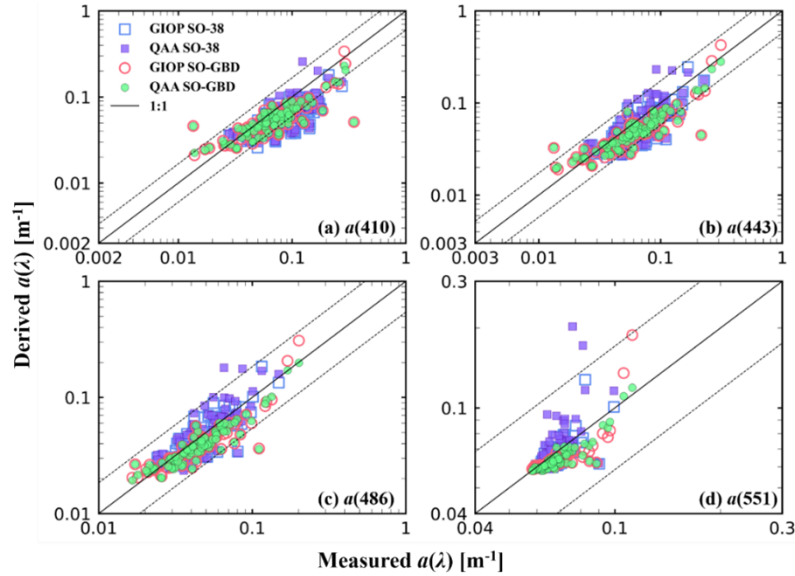 GIOP SO-38
QAA SO-38
GIOP SO-GBD
QAA SO-GBD
1:1
1
0.1
0.01
0.002
0.002
0.01
0.1
1
(a) a(410)
1
0.1
0.01
0.003
0.003
0.01
0.1
1
(b) a(443)
1
0.1
0.01
0.01
0.1
1
(c) a(486)
0.3
0.1
0.04
0.04
0.1
0.3
(d) a(551)
Derived a(λ) [m⁻¹]
Measured a(λ) [m⁻¹]